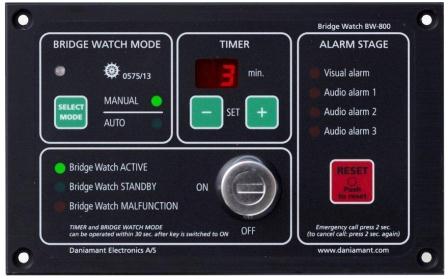 Bridge Watch BW-800
BRIDGE WATCH MODE
0575/13
SELECT
MODE
MANUAL
AUTO
TIMER
3 min.
− SET +
ALARM STAGE
Visual alarm
Audio alarm 1
Audio alarm 2
Audio alarm 3
RESET
Push
to reset
Emergency call press 2 sec.
(to cancel call: press 2 sec. again)
www.daniamant.com
Bridge Watch ACTIVE
Bridge Watch STANDBY
Bridge Watch MALFUNCTION
ON
OFF
TIMER and BRIDGE WATCH MODE
can be operated within 30 sec. after key is switched to ON
Daniamant Electronics A/S